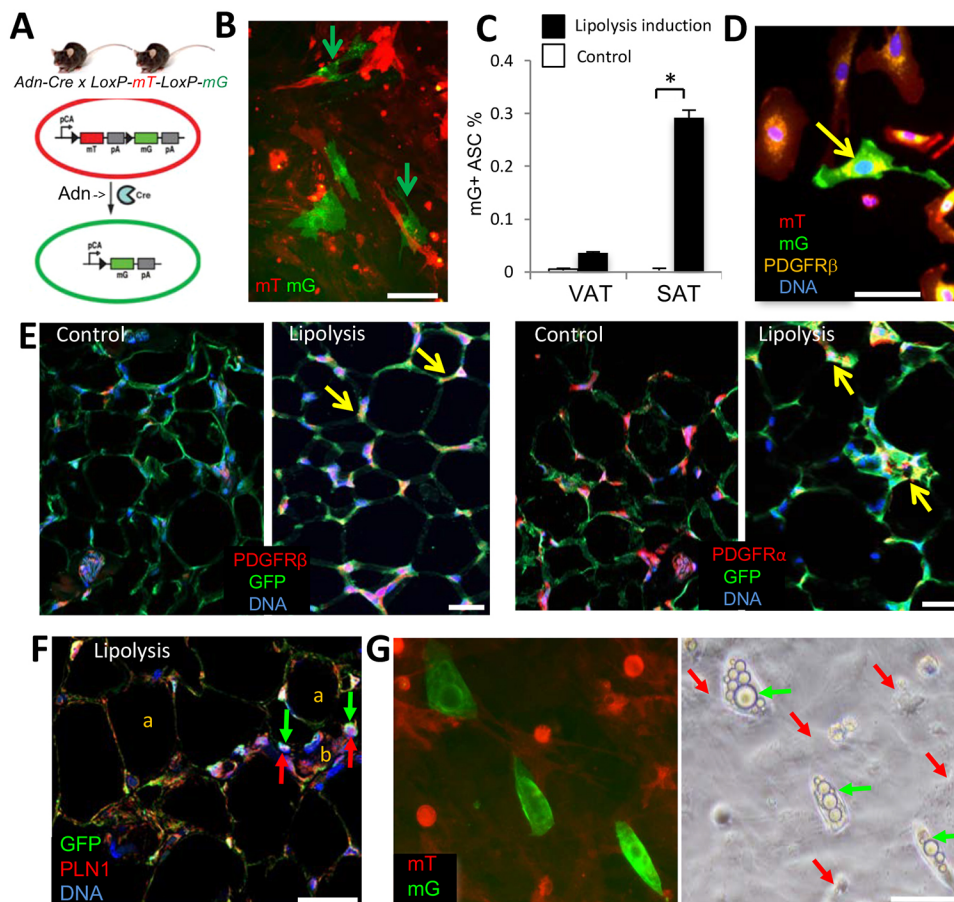 A
Adn-Cre x LoxP-mT-LoxP-mG
pCA
mT pA mG pA
Adn -> Cre
pCA
mG pA
B
mT mG
C
Lipolysis induction
Control
mG+ ASC %
0.4
0.3
0.2
0.1
0
*
VAT SAT
D
mT
mG
PDGFRβ
DNA
E
Control
Lipolysis
PDGFRβ
GFP
DNA
Control
Lipolysis
PDGFRα
GFP
DNA
F
Lipolysis
a
a
b
GFP
PLN1
DNA
G
mT
mG